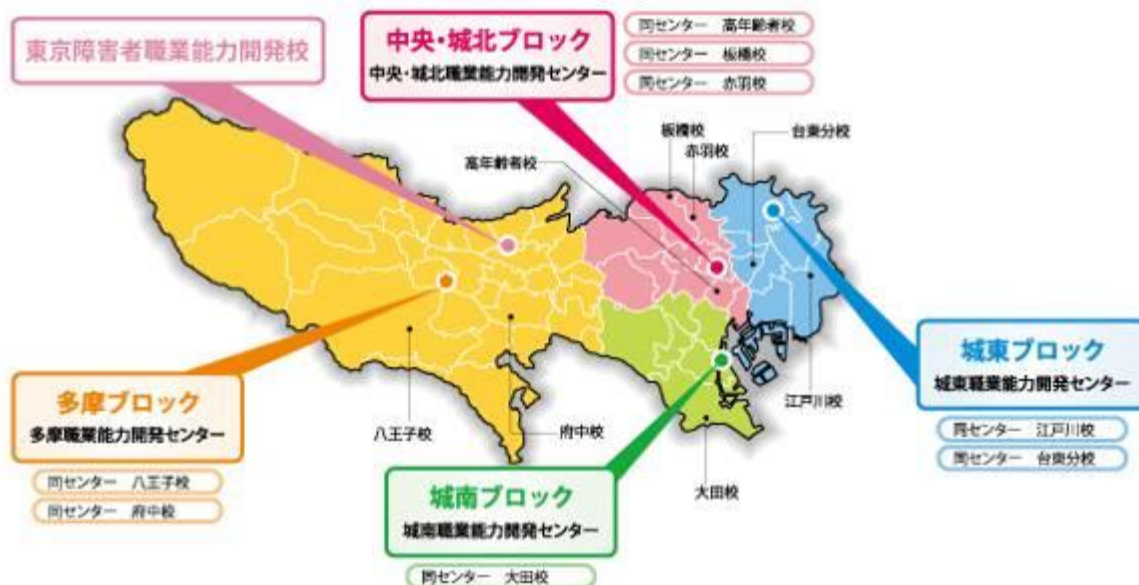 東京障害者職業能力開発校
中央・城北ブロック
中央・城北職業能力開発センター
同センター 高年齢者校
同センター 板橋校
同センター 赤羽校
板橋校
赤羽校
台東分校
高年齢者校
城東ブロック
城東職業能力開発センター
同センター 江戸川校
同センター 台東分校
江戸川校
多摩ブロック
多摩職業能力開発センター
同センター 八王子校
同センター 府中校
八王子校
府中校
大田校
城南ブロック
城南職業能力開発センター
同センター 大田校